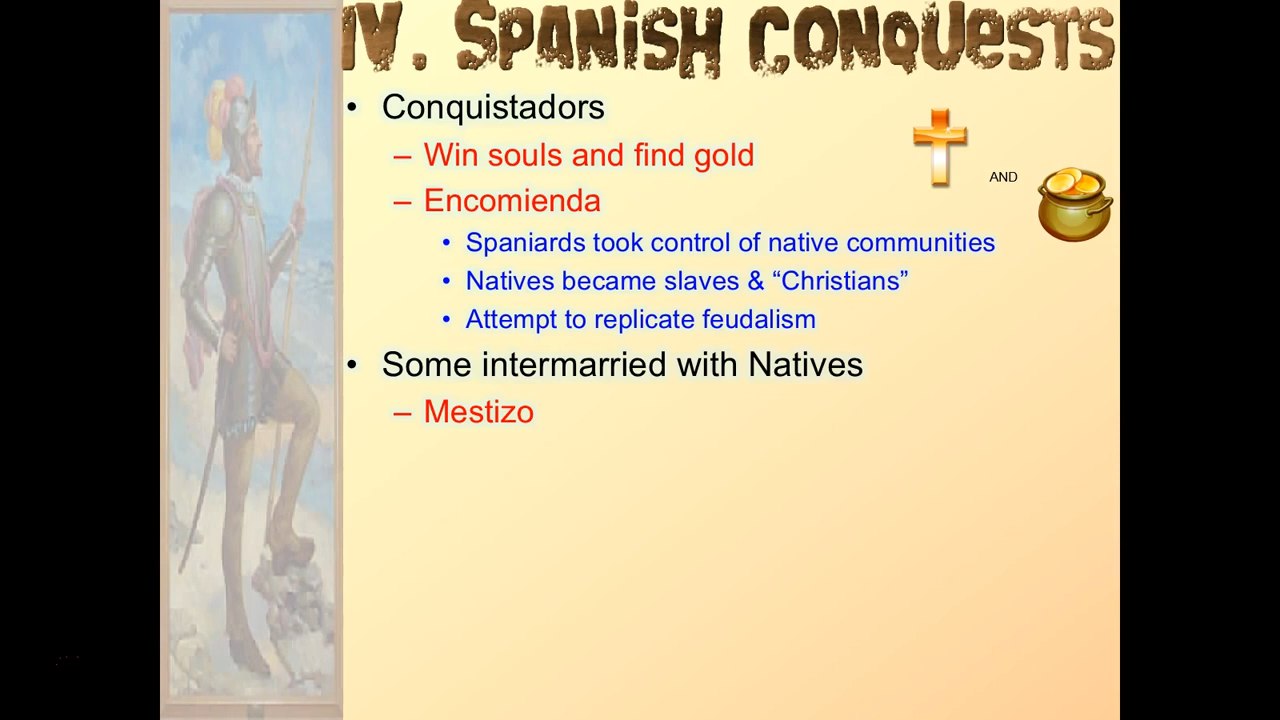 IV. SPANISH CONQUESTS
• Conquistadors
– Win souls and find gold
AND
– Encomienda
• Spaniards took control of native communities
• Natives became slaves & “Christians”
• Attempt to replicate feudalism
• Some intermarried with Natives
– Mestizo